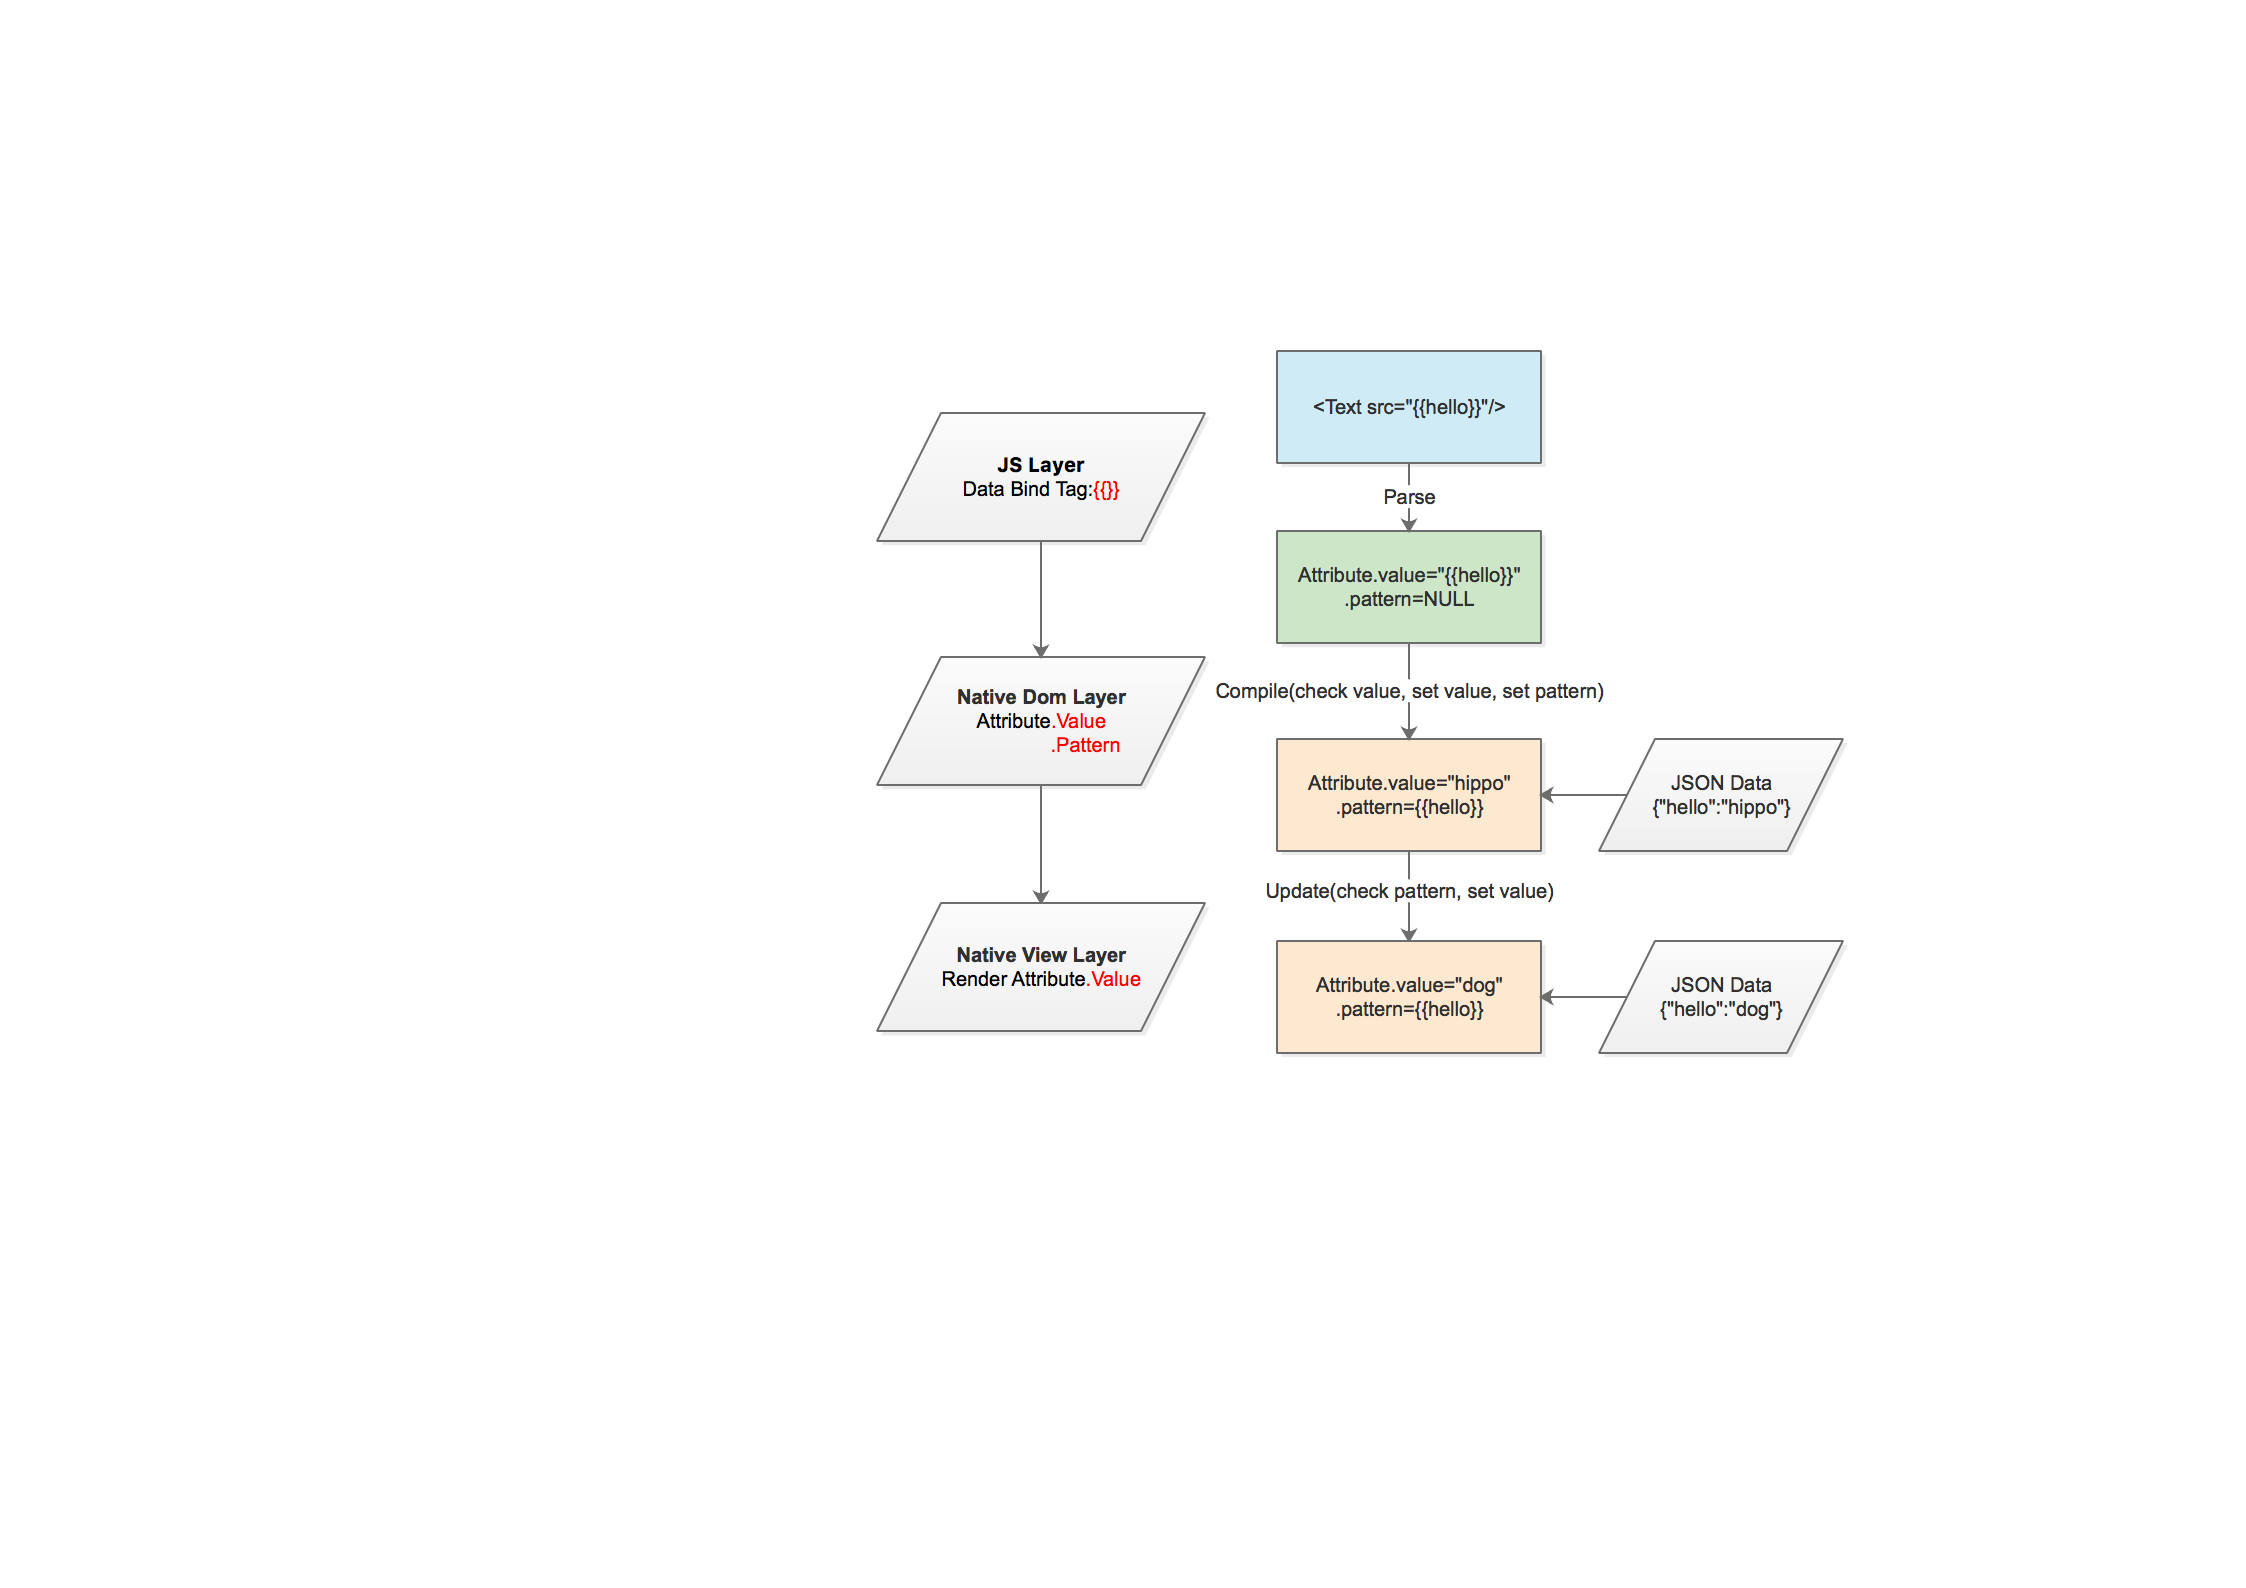 JS Layer
Data Bind Tag:{{}}
Native Dom Layer
Attribute.Value
.Pattern
Native View Layer
Render Attribute.Value
<Text src="{{hello}}"/>
Parse
Attribute.value="{{hello}}"
.pattern=NULL
Compile(check value, set value, set pattern)
Attribute.value="hippo"
.pattern={{hello}}
JSON Data
{"hello":"hippo"}
Update(check pattern, set value)
Attribute.value="dog"
.pattern={{hello}}
JSON Data
{"hello":"dog"}